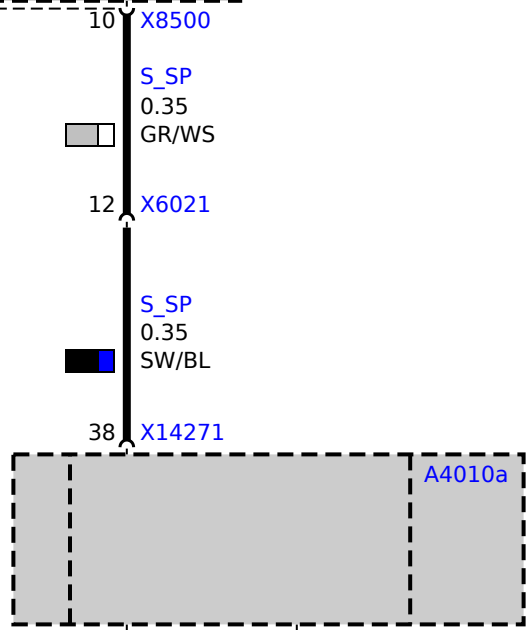 10 X8500
S_SP
0.35
GR/WS
12 X6021
S_SP
0.35
SW/BL
38 X14271
A4010a